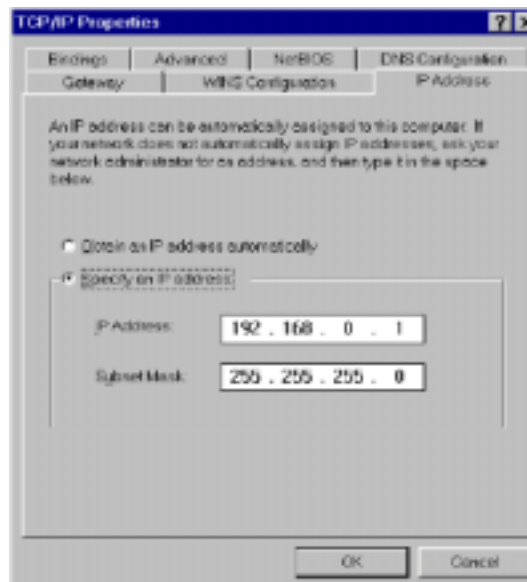 TCP/IP Properties
Bindings Advanced NetBIOS DNS Configuration
Gateway WINS Configuration IP Address
An IP address can be automatically assigned to this computer. If
your network does not automatically assign IP addresses, ask your
network administrator for an address, and then type it in the space
below.
Obtain an IP address automatically
Specify an IP address:
IP Address: 192 . 168 . 0 . 1
Subnet Mask: 255 . 255 . 255 . 0
OK Cancel